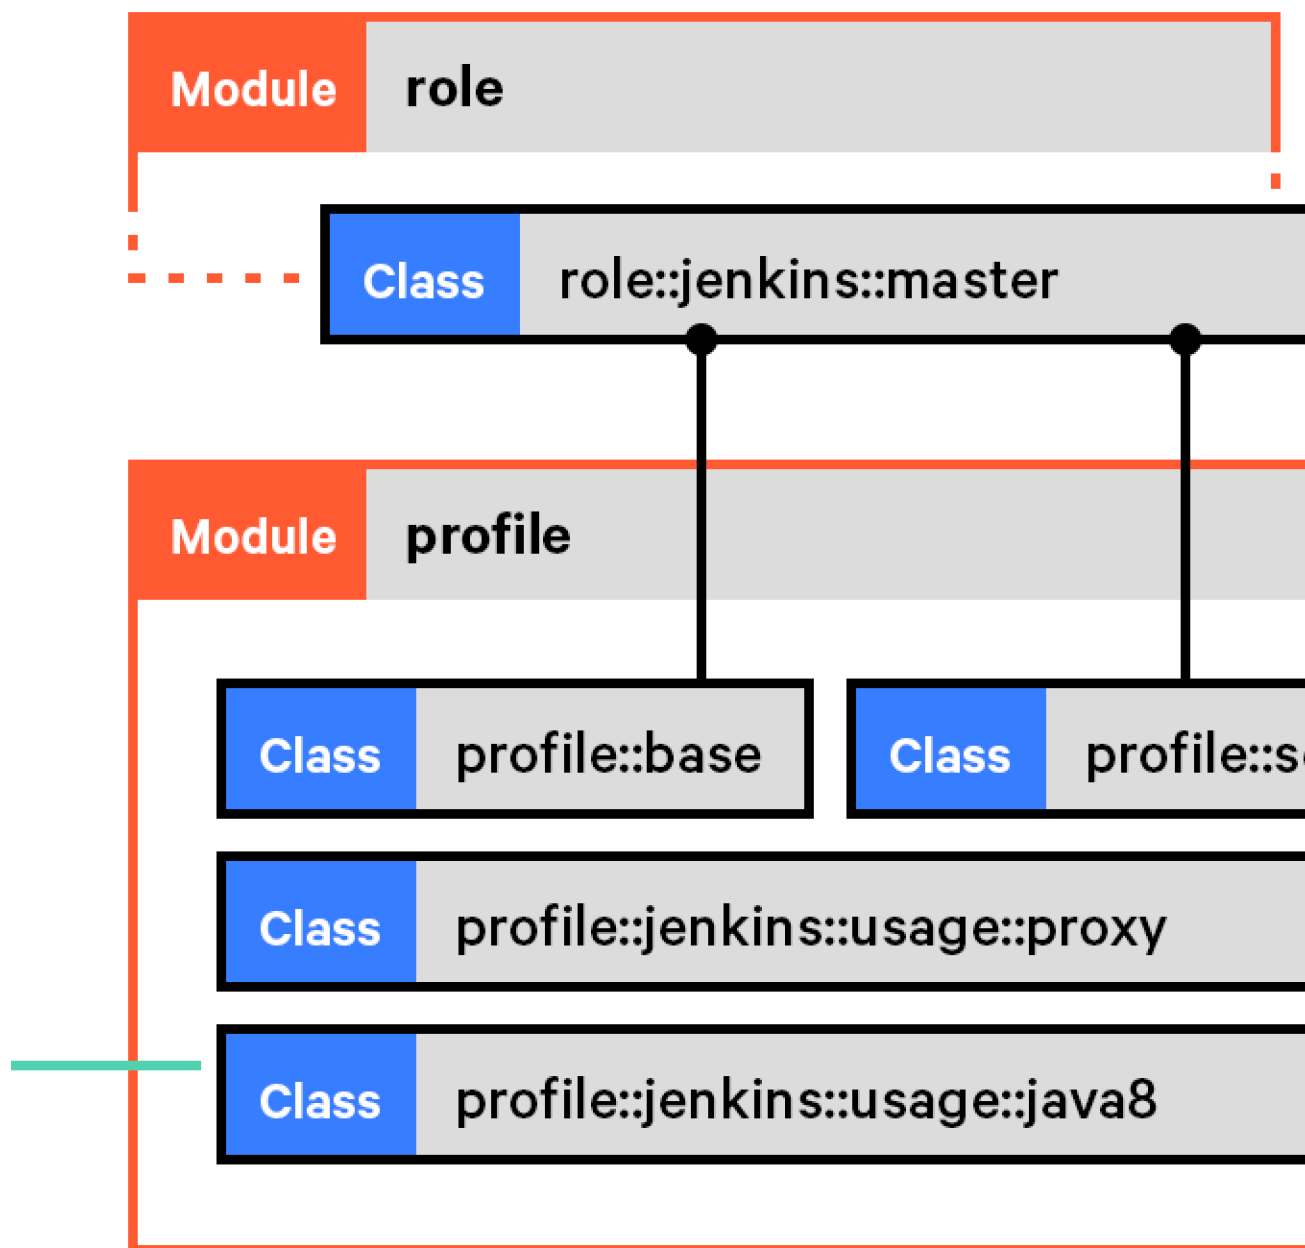 Module role
Class role::jenkins::master
Module profile
Class profile::base Class
Class profile::jenkins::usage::proxy
Class profile::jenkins::usage::java8